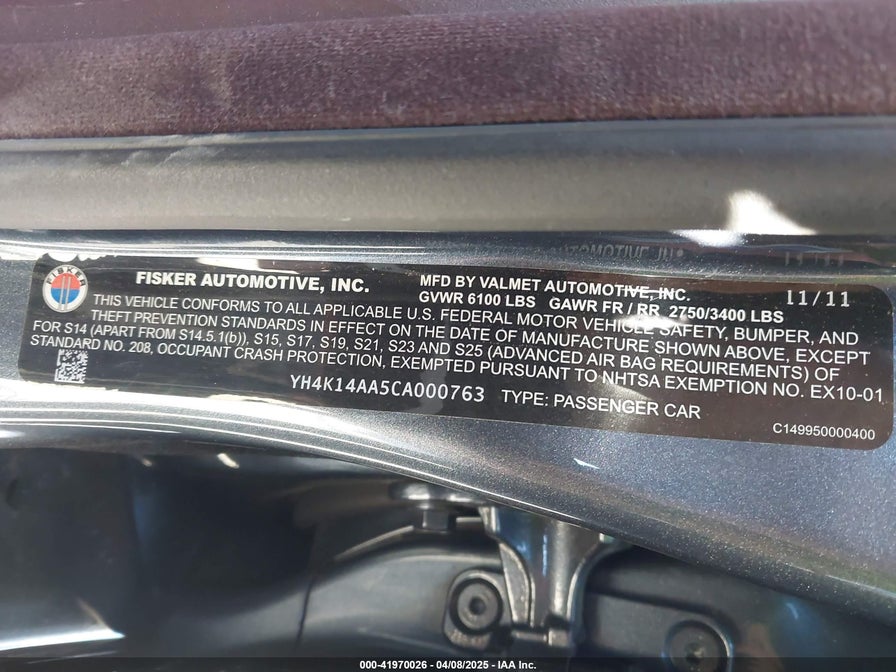 FISKER
FISKER AUTOMOTIVE, INC.
MFD BY VALMET AUTOMOTIVE, INC.
11/11
GVWR 6100 LBS GAWR FR / RR 2750/3400 LBS
THIS VEHICLE CONFORMS TO ALL APPLICABLE U.S. FEDERAL MOTOR VEHICLE SAFETY, BUMPER, AND
THEFT PREVENTION STANDARDS IN EFFECT ON THE DATE OF MANUFACTURE SHOWN ABOVE, EXCEPT
FOR S14 (APART FROM S14.5.1(b)), S15, S17, S19, S21, S23 AND S25 (ADVANCED AIR BAG REQUIREMENTS) OF
STANDARD NO. 208, OCCUPANT CRASH PROTECTION, EXEMPTED PURSUANT TO NHTSA EXEMPTION NO. EX10-01
YH4K14AA5CA000763 TYPE: PASSENGER CAR
C149950000400
000-41970026 - 04/08/2025 - IAA Inc.